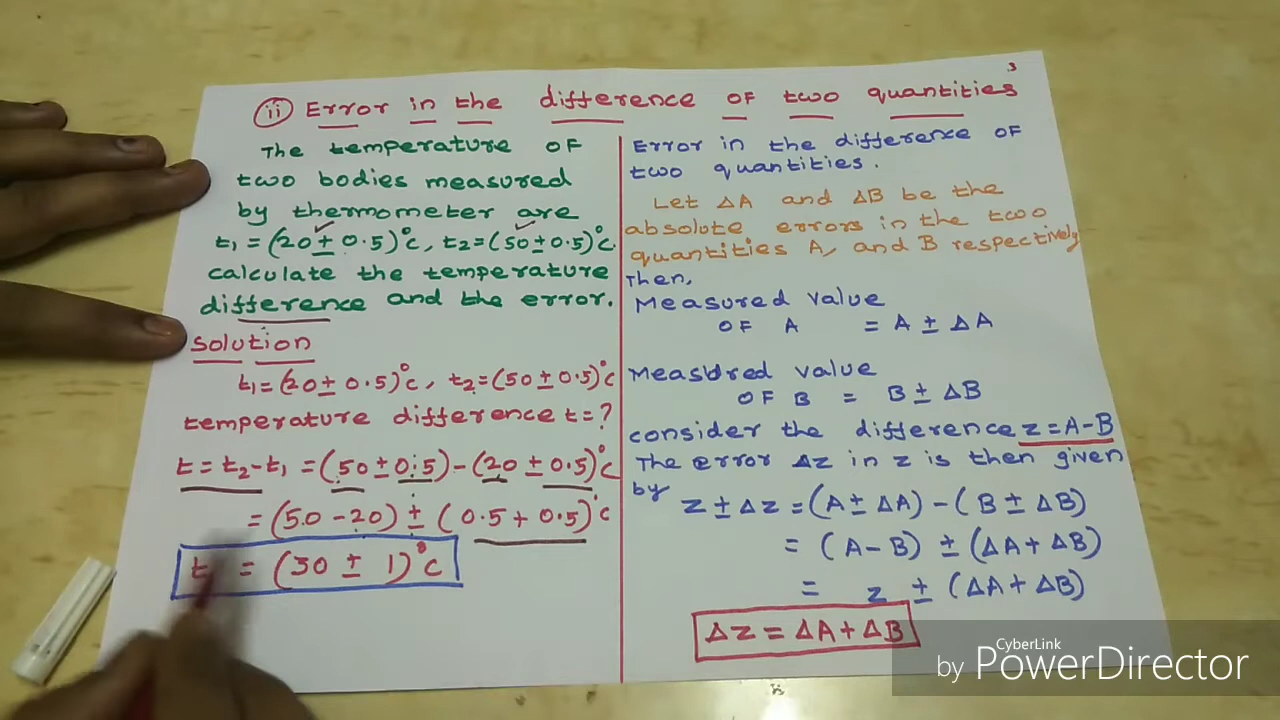 3
(ii) Error in the difference of two quantities
The temperature of
two bodies measured
by thermometer are
t₁ = (20 ± 0.5)°c, t₂ = (50 ± 0.5)°c.
calculate the temperature
difference and the error.
Solution
t₁ = (20 ± 0.5)°c, t₂ = (50 ± 0.5)°c
temperature difference t = ?
t = t₂ - t₁ = (50 ± 0.5) - (20 ± 0.5)°c
= (50 - 20) ± (0.5 + 0.5)°c
t = (30 ± 1)°c
Error in the difference of
two quantities.
Let ΔA and ΔB be the
absolute errors in the two
quantities A, and B respectively
Then,
Measured value
of A = A ± ΔA
Measured value
of B = B ± ΔB
consider the difference z = A - B
The error Δz in z is then given
by
z ± Δz = (A ± ΔA) - (B ± ΔB)
= (A - B) ± (ΔA + ΔB)
= z ± (ΔA + ΔB)
Δz = ΔA + ΔB
CyberLink
by PowerDirector